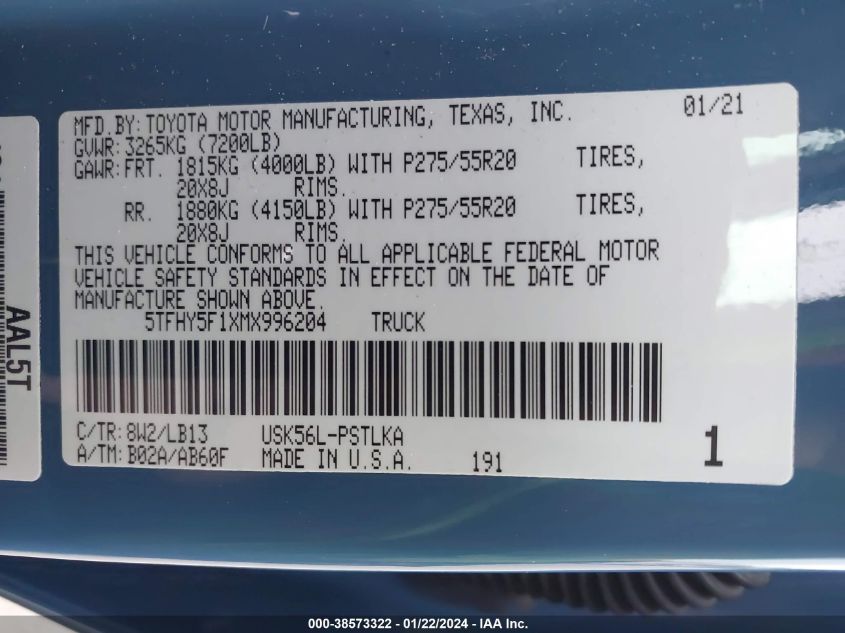 MFD.BY: TOYOTA MOTOR MANUFACTURING, TEXAS, INC. 01/21
GVWR: 3265KG (7200LB)
GAWR: FRT. 1815KG (4000LB) WITH P275/55R20 TIRES,
20X8J RIMS.
RR. 1880KG (4150LB) WITH P275/55R20 TIRES,
20X8J RIMS.
THIS VEHICLE CONFORMS TO ALL APPLICABLE FEDERAL MOTOR
VEHICLE SAFETY STANDARDS IN EFFECT ON THE DATE OF
MANUFACTURE SHOWN ABOVE.
5TFHY5F1XMX996204 TRUCK
C/TR: 8W2/LB13 USK56L-PSTLKA
A/TM: B02A/AB60F MADE IN U.S.A. 191 1
AAL5T
000-38573322 - 01/22/2024 - IAA Inc.